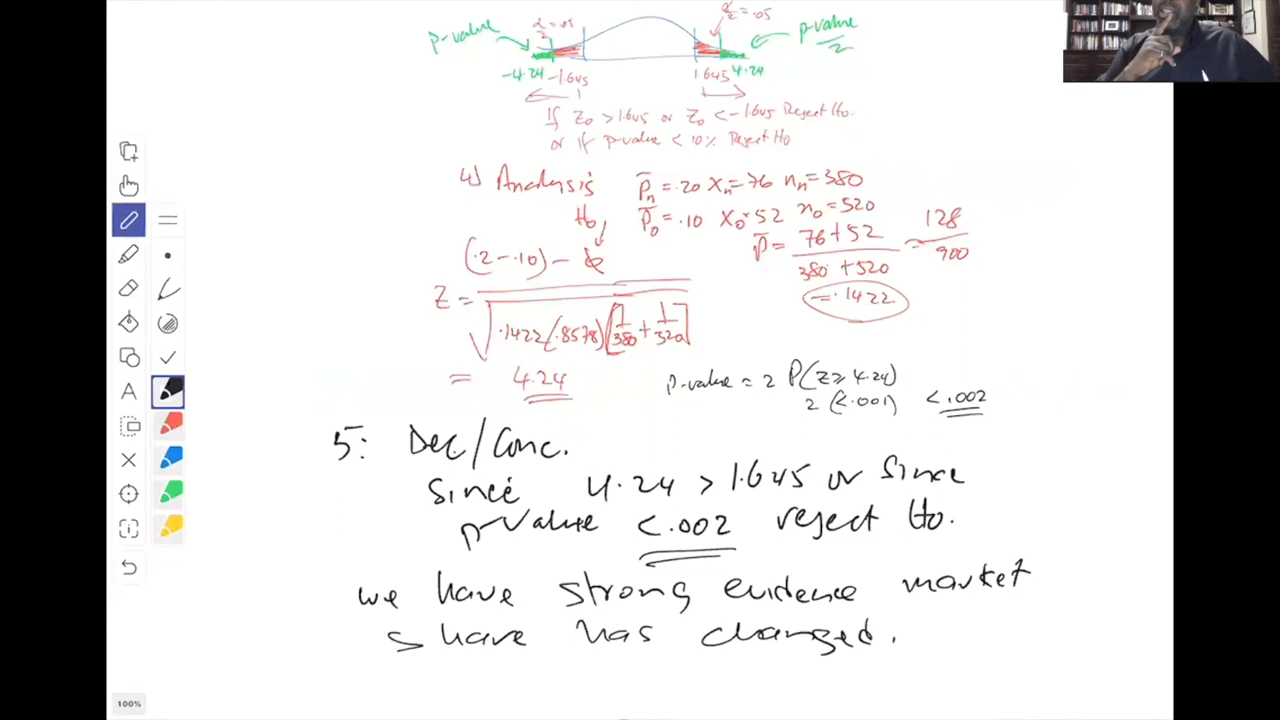 α/2 = .05 α/2 = .05
p-value p-value/2
-4.24 -1.645 1.645 4.24
If Z0 > 1.645 or Z0 < -1.645 Reject Ho.
or if p-value < 10% Reject Ho
4) Analysis p̄n = .20 Xn = 76 nn = 380
Ho p̄o = .10 Xo = 52 no = 520
p̄ = 76 + 52 / 380 + 520 = 128 / 900
= .1422
Z = (.2 - .10) - 0 / √.1422(.8578)[1/380 + 1/520]
= 4.24
p-value = 2 P(Z ≥ 4.24)
2 (<.001) < .002
5: Dec/Conc.
Since 4.24 > 1.645 or Since
p-value < .002 reject Ho.
we have strong evidence market
share has changed.
A
100%